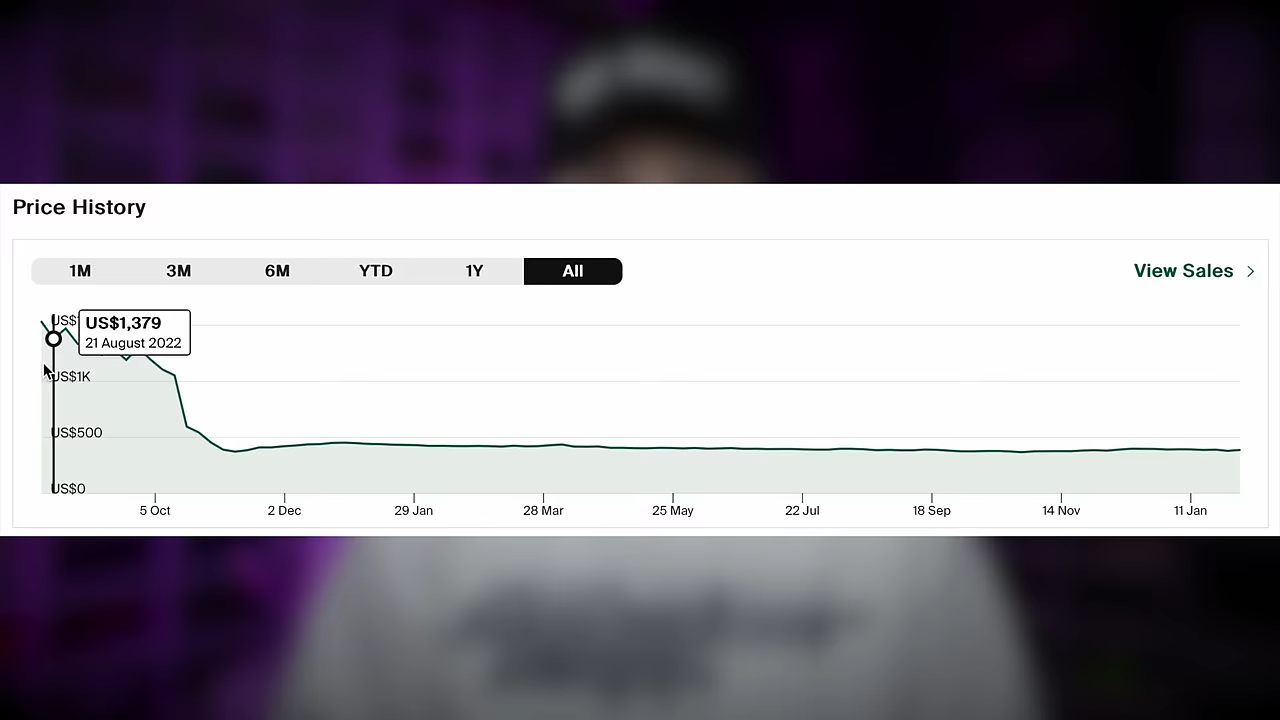 Price History
1M 3M 6M YTD 1Y All
View Sales
US$1,379
21 August 2022
US$1K
US$500
US$0
5 Oct 2 Dec 29 Jan 28 Mar 25 May 22 Jul 18 Sep 14 Nov 11 Jan